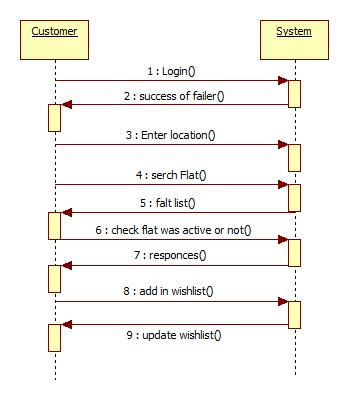 Customer
System
1 : Login()
2 : success of failer()
3 : Enter location()
4 : serch Flat()
5 : falt list()
6 : check flat was active or not()
7 : responces()
8 : add in wishlist()
9 : update wishlist()